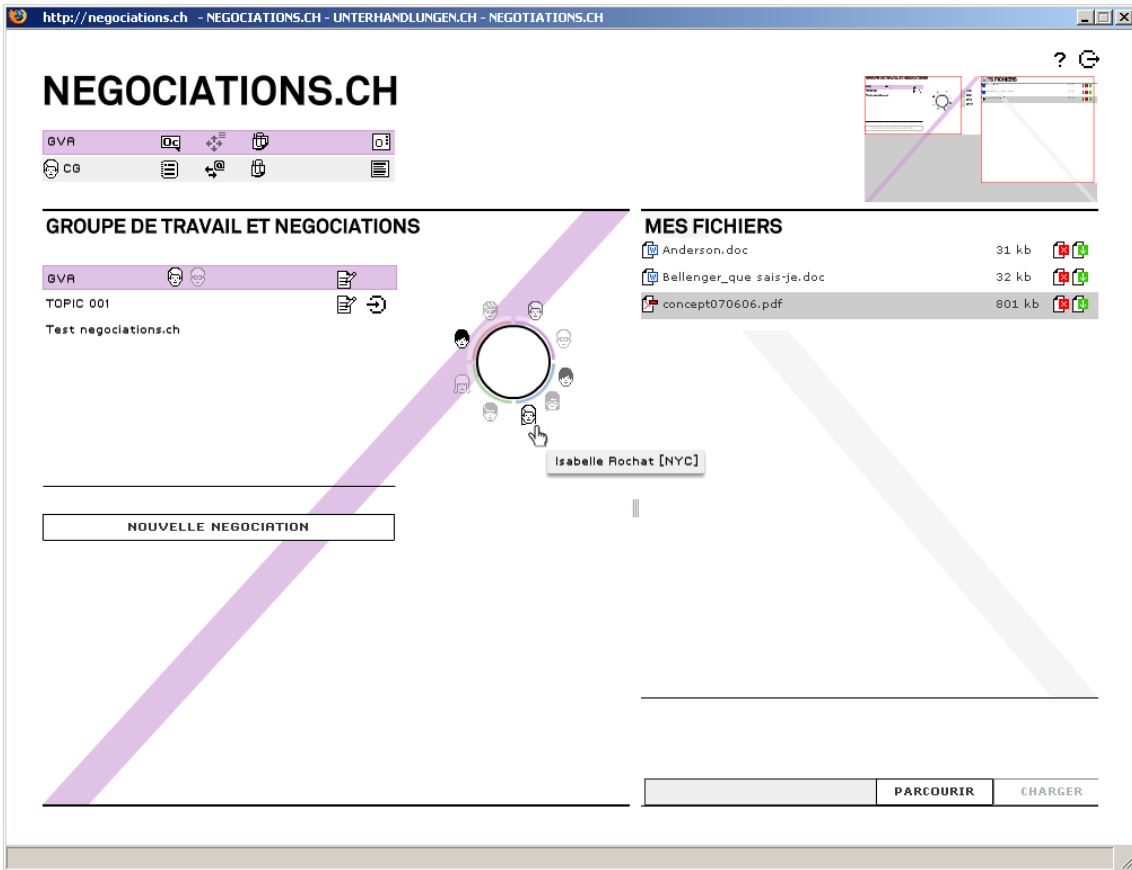 http://negociations.ch - NEGOCIATIONS.CH - UNTERHANDLUNGEN.CH - NEGOTIATIONS.CH
?
NEGOCIATIONS.CH
GVA
CG
GROUPE DE TRAVAIL ET NEGOCIATIONS
GVA
TOPIC 001
Test negociations.ch
Isabelle Rochat [NYC]
NOUVELLE NEGOCIATION
MES FICHIERS
Anderson.doc 31 kb
Bellenger_que sais-je.doc 32 kb
concept070606.pdf 801 kb
PARCOURIR CHARGER